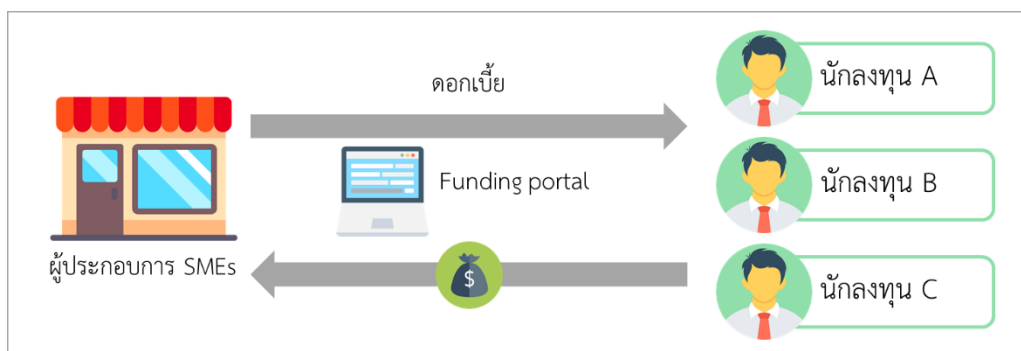 ดอกเบี้ย
Funding portal
ผู้ประกอบการ SMEs
$
นักลงทุน A
นักลงทุน B
นักลงทุน C